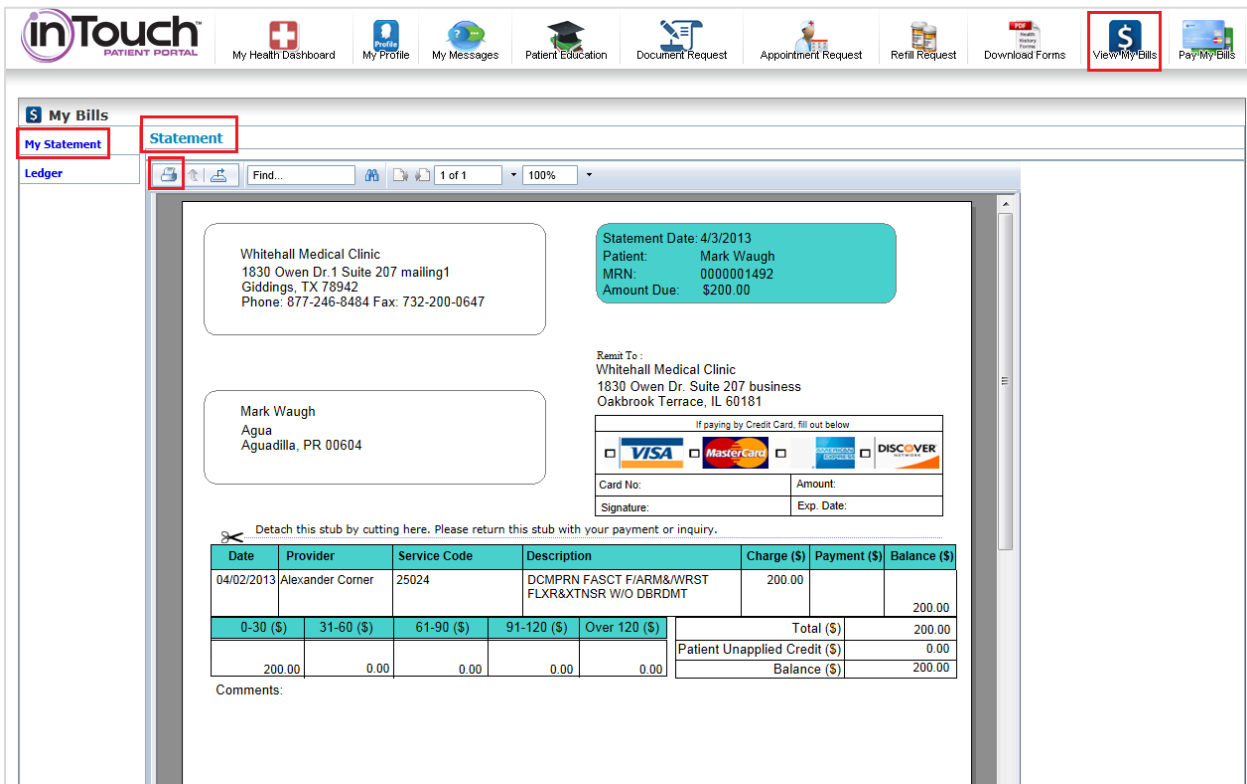 inTouch™
PATIENT PORTAL
My Health Dashboard
Profile
My Profile
My Messages
Patient Education
Document Request
Appointment Request
Refill Request
PDF
Health
History
Forms
Download Forms
$
View My Bills
Pay My Bills
$ My Bills
My Statement
Statement
Ledger
Find...
1 of 1
100%
Whitehall Medical Clinic
1830 Owen Dr.1 Suite 207 mailing1
Giddings, TX 78942
Phone: 877-246-8484 Fax: 732-200-0647
Statement Date: 4/3/2013
Patient: Mark Waugh
MRN: 0000001492
Amount Due: $200.00
Remit To :
Whitehall Medical Clinic
1830 Owen Dr. Suite 207 business
Oakbrook Terrace, IL 60181
Mark Waugh
Agua
Aguadilla, PR 00604
If paying by Credit Card, fill out below
VISA MasterCard AMERICAN EXPRESS DISCOVER NETWORK
Card No: Amount:
Signature: Exp. Date:
Detach this stub by cutting here. Please return this stub with your payment or inquiry.
Date Provider Service Code Description Charge ($) Payment ($) Balance ($)
04/02/2013 Alexander Corner 25024 DCMPRN FASCT F/ARM&/WRST 200.00
FLXR&XTNSR W/O DBRDMT
200.00
0-30 ($) 31-60 ($) 61-90 ($) 91-120 ($) Over 120 ($)
200.00 0.00 0.00 0.00 0.00
Total ($) 200.00
Patient Unapplied Credit ($) 0.00
Balance ($) 200.00
Comments: